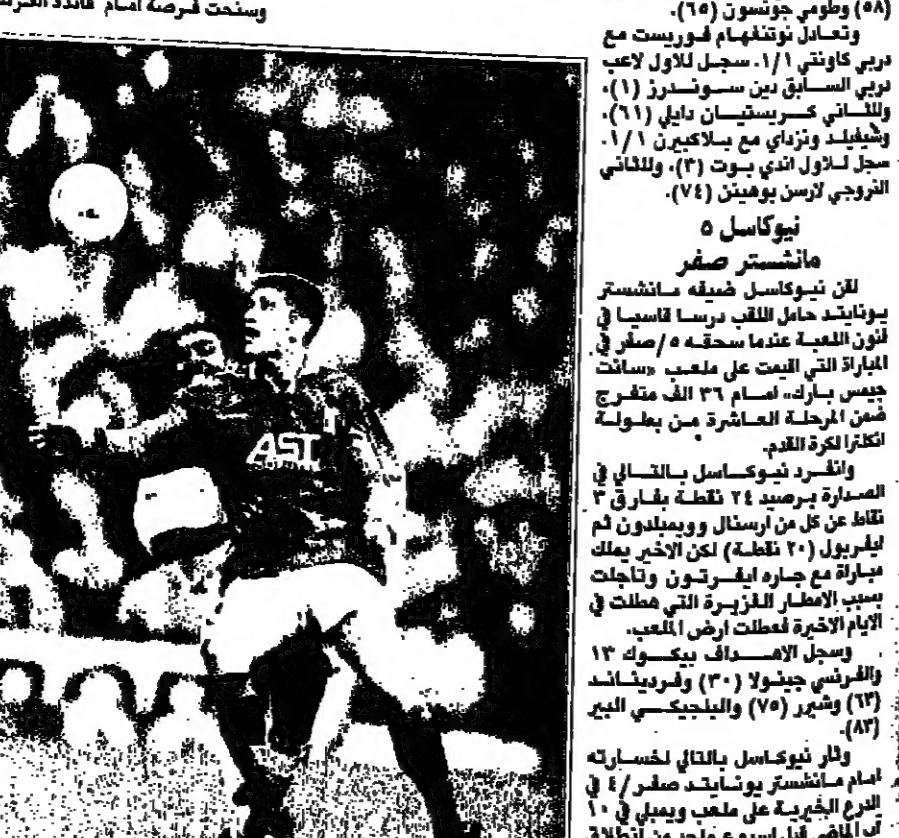 وسنحت فرصة امام
(٥٨) وطومي جونسون (٦٥).
وتعادل نوتنغهام فوريست مع
دربي كاونتي ١/١. سجل للاول لاعب
دربي السابق دين سوندرز (١)،
وللثاني كريستيان دايلي (٦١).
وشيفيلد ونزداي مع بلاكبيرن ١/١.
سجل للاول اندي بوت (٣)، وللثاني
النروجي لارسن بوهينن (٧٤).
نيوكاسل ٥
مانشستر صفر
لقن نيوكاسل ضيفه مانشستر
يونايتد حامل اللقب درسا قاسيا في
فنون اللعبة عندما سحقه ٥/صفر في
المباراة التي اقيمت على ملعب «سانت
جيمس بارك» امام ٣٦ الف متفرج
ضمن المرحلة العاشرة من بطولة
انكلترا لكرة القدم.
وانفرد نيوكاسل بالتالي في
الصدارة برصيد ٢٤ نقطة بفارق ٣
نقاط عن كل من ارسنال وويمبلدون ثم
ليفربول (٢٠ نقطة) لكن الاخير يملك
مباراة مع جاره ايفرتون وتاجلت
بسبب الامطار الغزيرة التي هطلت في
الايام الاخيرة فعطلت ارض الملعب.
وسجل الاهداف بيكوك ١٣
والفرنسي جينولا (٣٠) وفرديناند
(٦٣) وشيرر (٧٥) والبلجيكي البير
(٨٣).
وثار نيوكاسل بالتالي لخسارته
امام مانشستر يونايتد صفر/٤ في
الدرع الخيرية على ملعب ويمبلي في ١٠
ASI